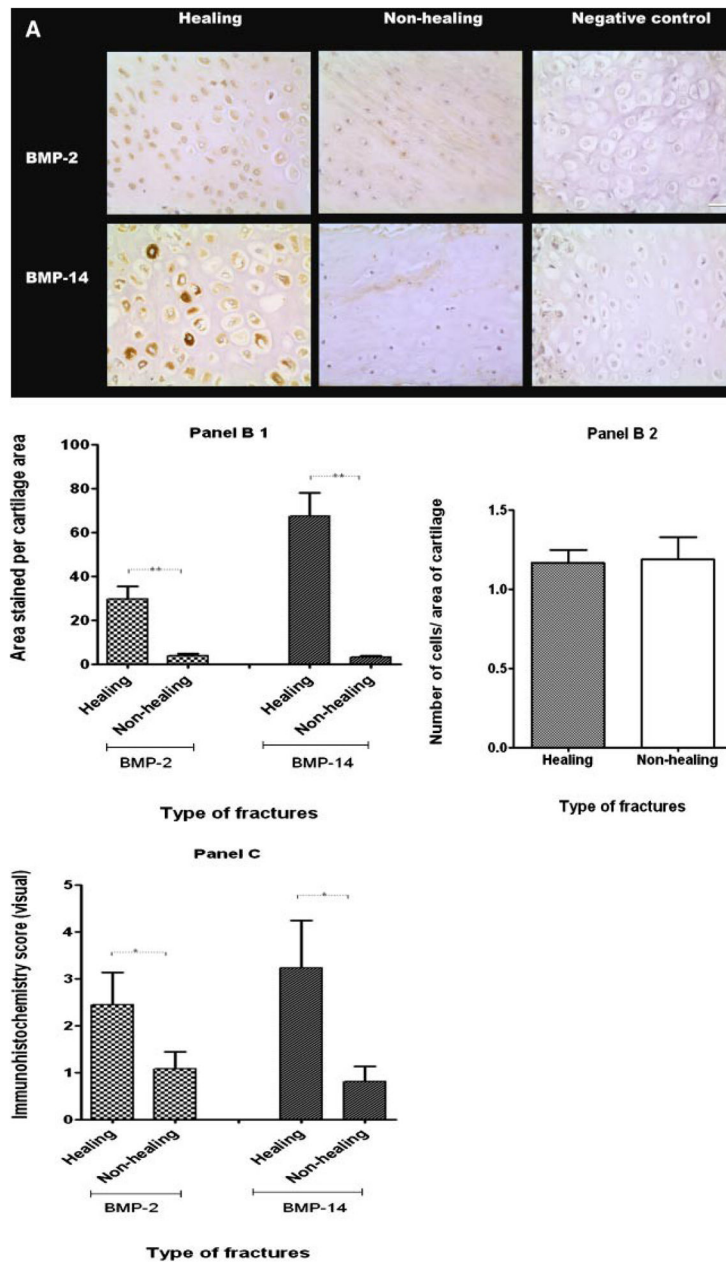 A
Healing
Non-healing
Negative control
BMP-2
BMP-14
Panel B 1
Area stained per cartilage area
100
80
60
40
20
0
**
**
Healing
Non-healing
Healing
Non-healing
BMP-2
BMP-14
Type of fractures
Panel B 2
Number of cells/ area of cartilage
1.5
1.0
0.5
0.0
Healing
Non-healing
Type of fractures
Panel C
Immunohistochemistry score (visual)
5
4
3
2
1
0
*
*
Healing
Non-healing
Healing
Non-healing
BMP-2
BMP-14
Type of fractures